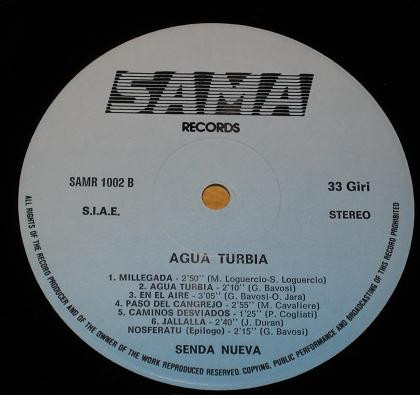 SAMA
RECORDS
SAMR 1002 B
33 Giri
S.I.A.E.
STEREO
AGUA TURBIA
1. MILLEGADA - 2'50'' (M. Loguercio-S. Loguercio)
2. AGUA TURBIA - 2'10'' (G. Bavosi)
3. EN EL AIRE - 3'05'' (G. Bavosi-O. Jara)
4. PASO DEL CANGREJO - 2'55'' (M. Cavaliere)
5. CAMINOS DESVIADOS - 1'25'' (P. Cogliati)
6. JALLALLA - 2'40'' (J. Duran)
NOSFERATU (Epilogo) - 2'15'' (G. Bavosi)
SENDA NUEVA
ALL RIGHTS OF THE RECORD PRODUCER AND OF THE OWNER OF THE WORK REPRODUCED RESERVED. COPYING, PUBLIC PERFORMANCE AND BROADCASTING OF THIS RECORD PROHIBITED